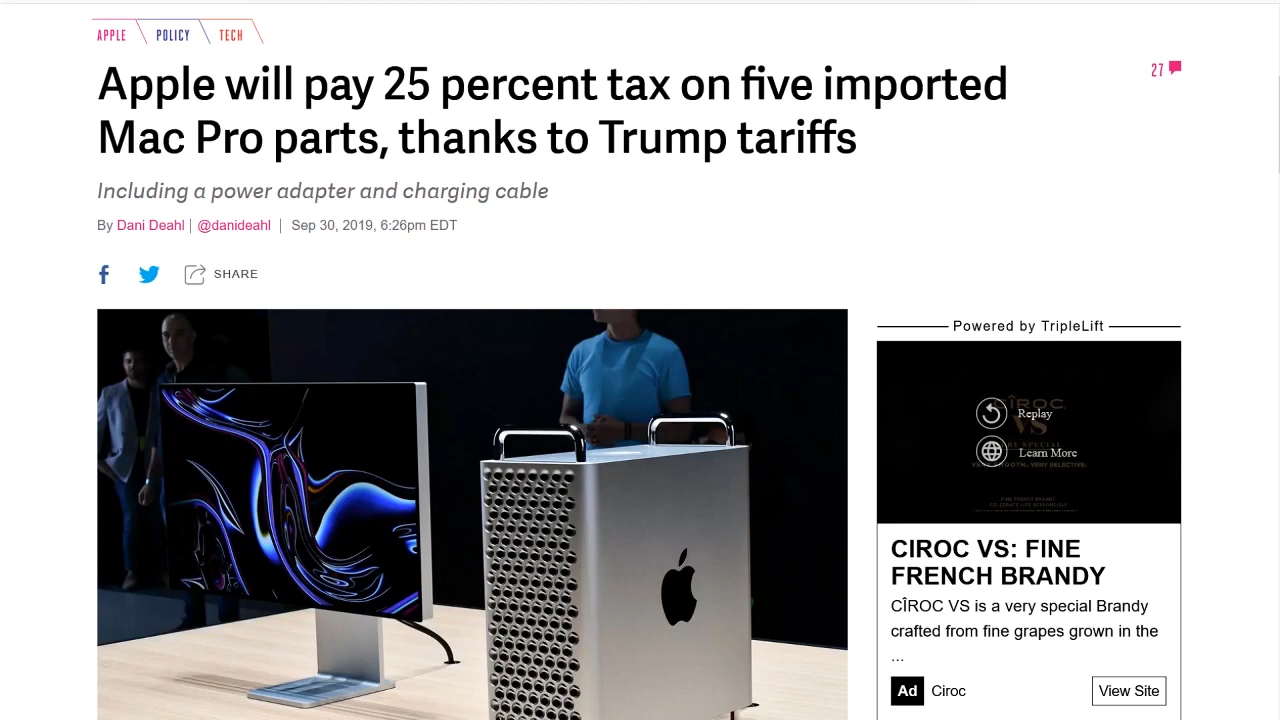 APPLE POLICY TECH
Apple will pay 25 percent tax on five imported
Mac Pro parts, thanks to Trump tariffs
27
Including a power adapter and charging cable
By Dani Deahl | @danideahl | Sep 30, 2019, 6:26pm EDT
SHARE
Powered by TripleLift
CÎROC
Replay
VS
Learn More
CIROC VS: FINE
FRENCH BRANDY
CÎROC VS is a very special Brandy
crafted from fine grapes grown in the
...
Ad Ciroc View Site